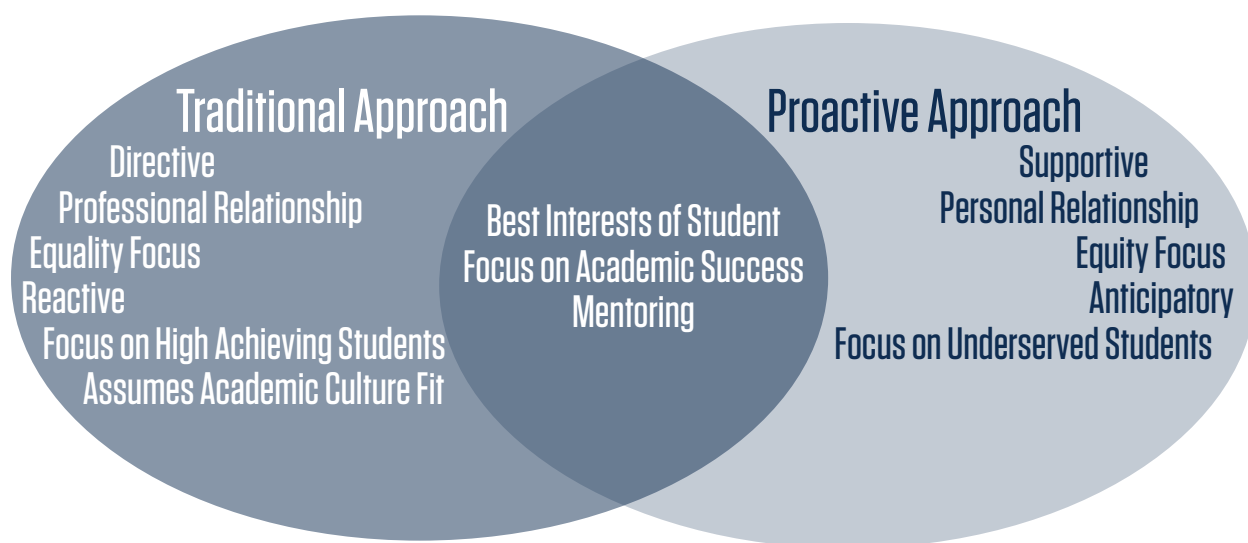 Traditional Approach
Directive
Professional Relationship
Equality Focus
Reactive
Focus on High Achieving Students
Assumes Academic Culture Fit
Best Interests of Student
Focus on Academic Success
Mentoring
Proactive Approach
Supportive
Personal Relationship
Equity Focus
Anticipatory
Focus on Underserved Students